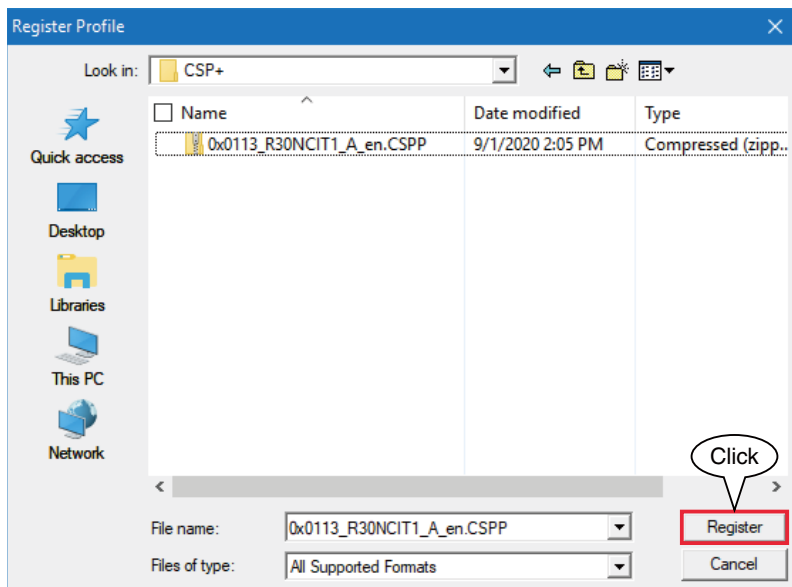 Register Profile
Look in: CSP+
Name Date modified Type
0x0113_R30NCIT1_A_en.CSPP 9/1/2020 2:05 PM Compressed (zipp..
Quick access
Desktop
Libraries
This PC
Network
Click
File name: 0x0113_R30NCIT1_A_en.CSPP Register
Files of type: All Supported Formats Cancel